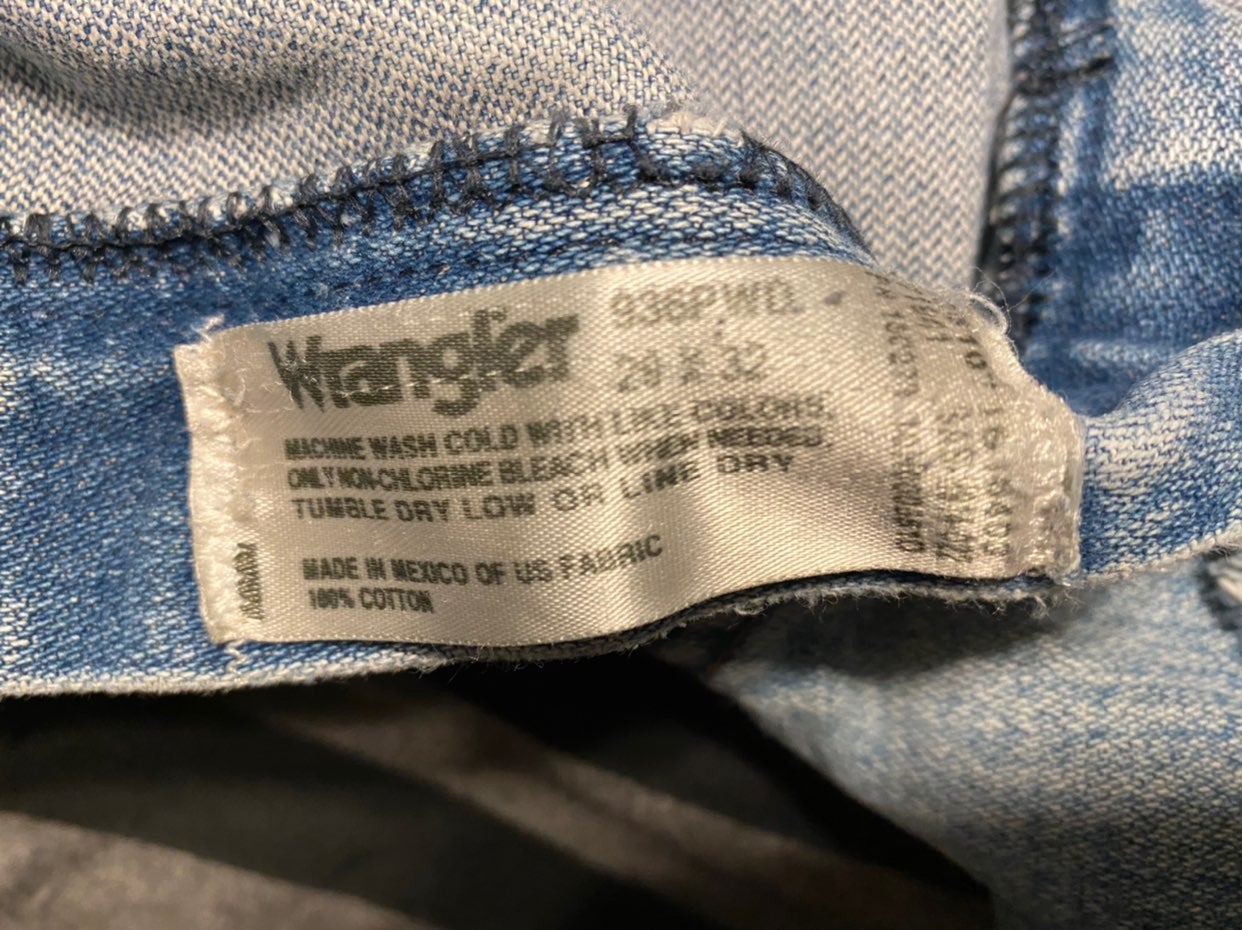 Wrangler
936PWD
29 X 32
MACHINE WASH COLD WITH LIKE COLORS.
ONLY NON-CHLORINE BLEACH WHEN NEEDED.
TUMBLE DRY LOW OR LINE DRY
MADE IN MEXICO OF US FABRIC
100% COTTON